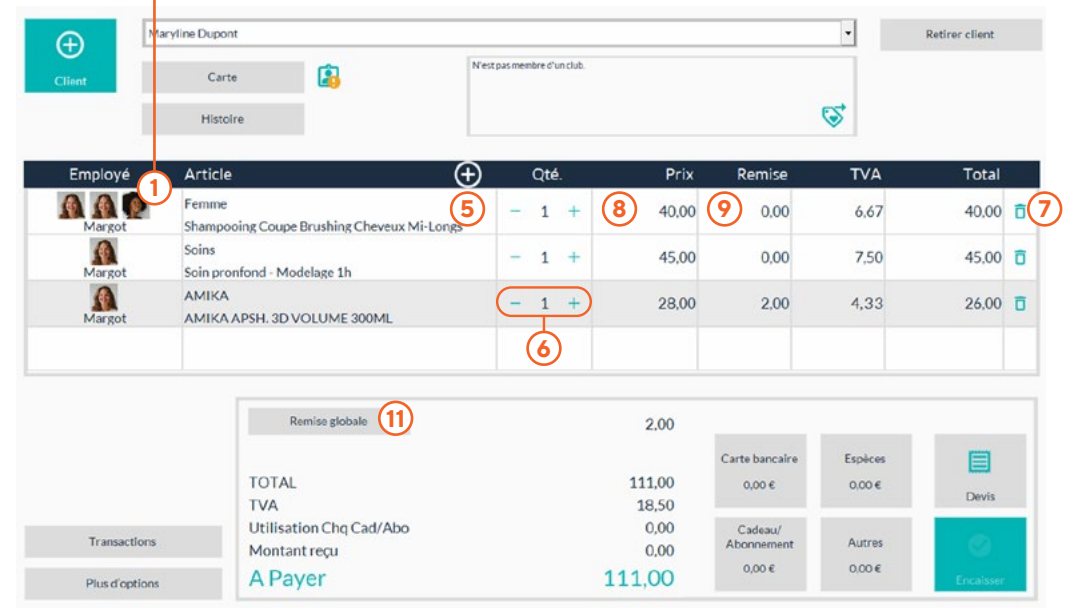 Maryline Dupont
Retirer client
Client
Carte
N'est pas membre d'un club.
Histoire
Employé Article Qté. Prix Remise TVA Total
1
Femme
5 - 1 + 8 40,00 9 0,00 6,67 40,00 7
Margot Shampooing Coupe Brushing Cheveux Mi-Longs
Soins
- 1 + 45,00 0,00 7,50 45,00
Margot Soin pronfond - Modelage 1h
AMIKA
- 1 + 28,00 2,00 4,33 26,00
Margot AMIKA APSH. 3D VOLUME 300ML
6
Remise globale 11 2,00
Carte bancaire Espèces
TOTAL 111,00
0,00 € 0,00 €
Devis
TVA 18,50
Utilisation Chq Cad/Abo 0,00
Cadeau/
Abonnement Autres
Transactions
Montant reçu 0,00
0,00 € 0,00 €
A Payer 111,00
Plus d'options
Encaisser